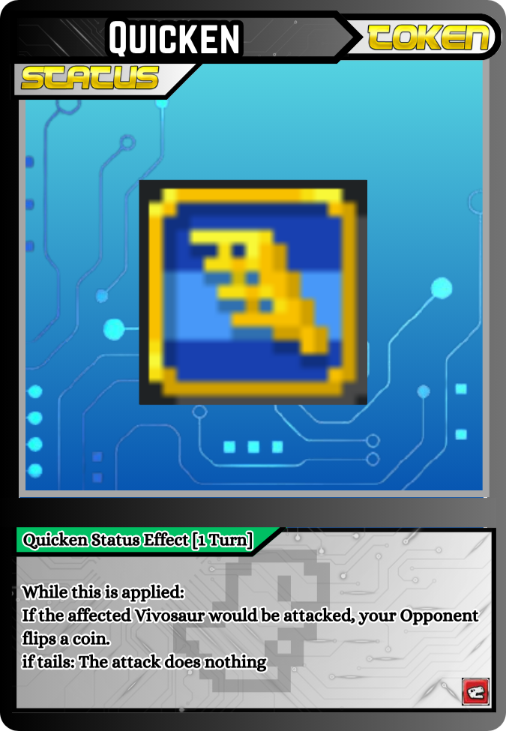 Quicken
TOKEN
STATUS
Quicken Status Effect [1 Turn]
While this is applied:
If the affected Vivosaur would be attacked, your Opponent
flips a coin.
if tails: The attack does nothing